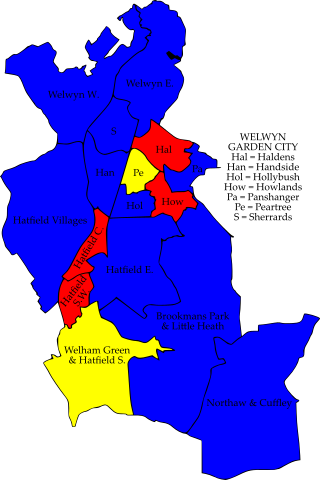 Welwyn E.
Welwyn W.
S
Hal
Han
Pe
Pa
Hol
How
WELWYN
GARDEN CITY
Hal = Haldens
Han = Handside
Hol = Hollybush
How = Howlands
Pa = Panshanger
Pe = Peartree
S = Sherrards
Hatfield Villages
Hatfield C.
Hatfield E.
Hatfield
S.W.
Brookmans Park
& Little Heath
Welham Green
& Hatfield S.
Northaw & Cuffley